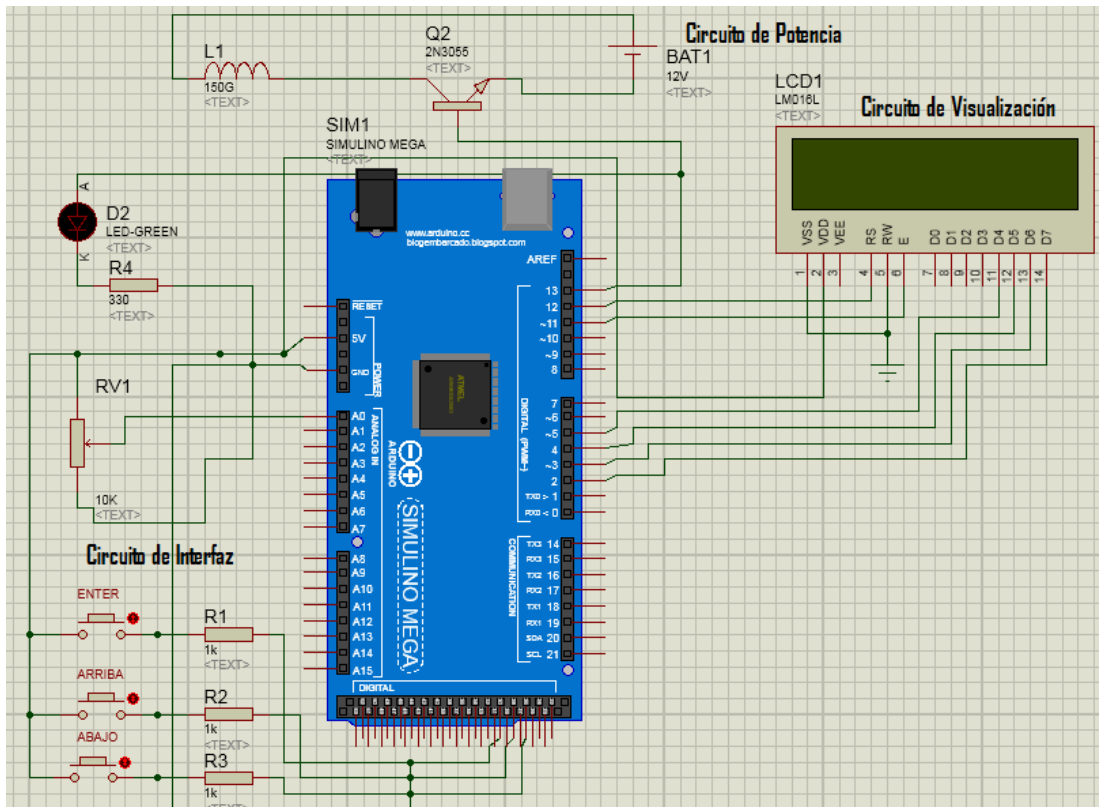 Circuito de Potencia
Q2
2N3055
<TEXT>
L1
150G
<TEXT>
BAT1
12V
<TEXT>
LCD1
LM016L
<TEXT>
Circuito de Visualización
SIM1
SIMULINO MEGA
<TEXT>
VSS
VDD
VEE
RS
RW
E
D0
D1
D2
D3
D4
D5
D6
D7
1
2
3
4
5
6
7
8
9
10
11
12
13
14
A
D2
LED-GREEN
<TEXT>
K
R4
330
<TEXT>
www.arduino.cc
blogembarcado.blogspot.com
AREF
13
12
~11
~10
~9
8
RESET
5V
GND
POWER
ATMEL
7
~6
~5
4
~3
2
TX0 > 1
RX0 < 0
DIGITAL (PWM~)
A0
A1
A2
A3
A4
A5
A6
A7
ANALOG IN
ARDUINO
SIMULINO MEGA
RV1
10K
<TEXT>
TX3 14
RX3 15
TX2 16
RX2 17
TX1 18
RX1 19
SDA 20
SCL 21
COMMUNICATION
A8
A9
A10
A11
A12
A13
A14
A15
DIGITAL
Circuito de Interfaz
ENTER
R1
1k
<TEXT>
ARRIBA
R2
1k
<TEXT>
ABAJO
R3
1k
<TEXT>